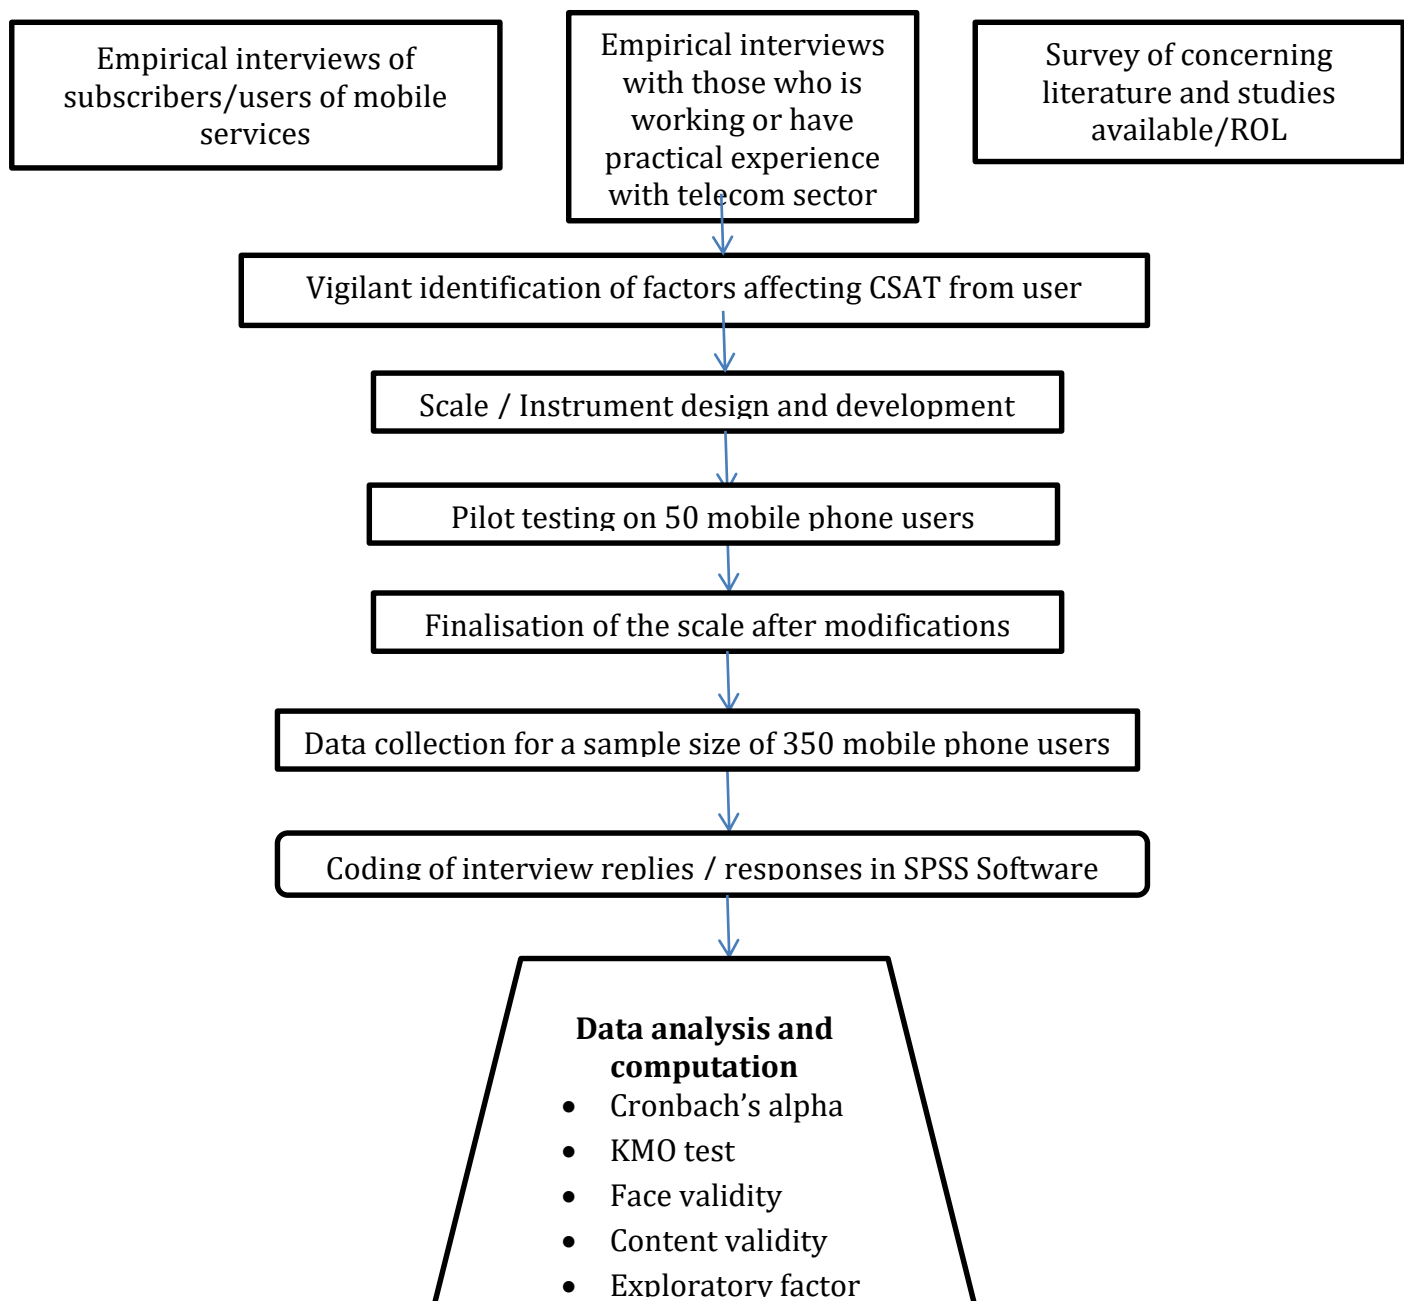 Empirical interviews of
subscribers/users of mobile
services
Empirical interviews
with those who is
working or have
practical experience
with telecom sector
Survey of concerning
literature and studies
available/ROL
Vigilant identification of factors affecting CSAT from user
Scale / Instrument design and development
Pilot testing on 50 mobile phone users
Finalisation of the scale after modifications
Data collection for a sample size of 350 mobile phone users
Coding of interview replies / responses in SPSS Software
Data analysis and
computation
• Cronbach’s alpha
• KMO test
• Face validity
• Content validity
• Exploratory factor